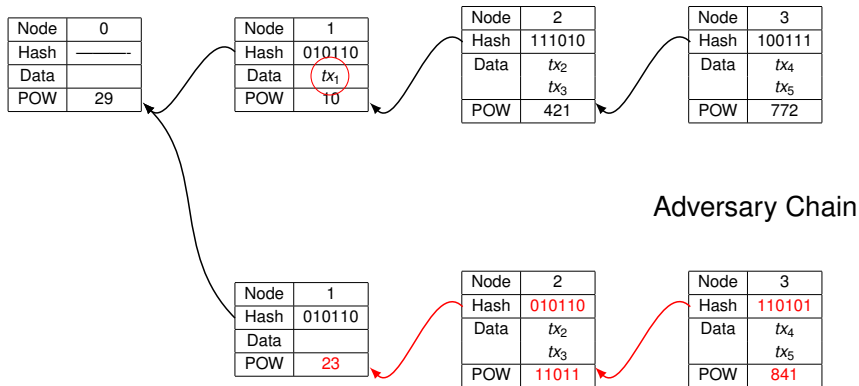 Node 0
Hash ————-
Data
POW 29
Node 1
Hash 010110
Data tx₁
POW 10
Node 2
Hash 111010
Data tx₂
tx₃
POW 421
Node 3
Hash 100111
Data tx₄
tx₅
POW 772
Adversary Chain
Node 1
Hash 010110
Data
POW 23
Node 2
Hash 010110
Data tx₂
tx₃
POW 11011
Node 3
Hash 110101
Data tx₄
tx₅
POW 841